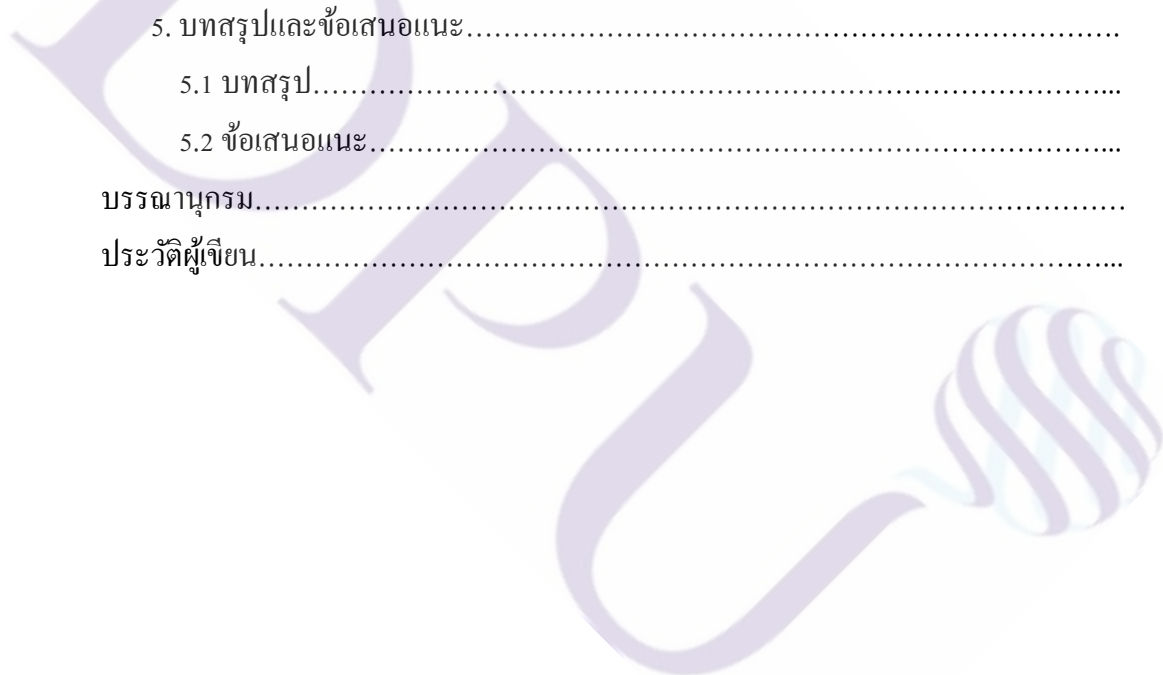 5. บทสรุปและข้อเสนอแนะ……………………………………………………………….
5.1 บทสรุป…………………………………………………………………………...
5.2 ข้อเสนอแนะ……………………………………………………………………...
บรรณานุกรม…………………………………………………………………………………
ประวัติผู้เขียน………………………………………………………………………………...
DPU